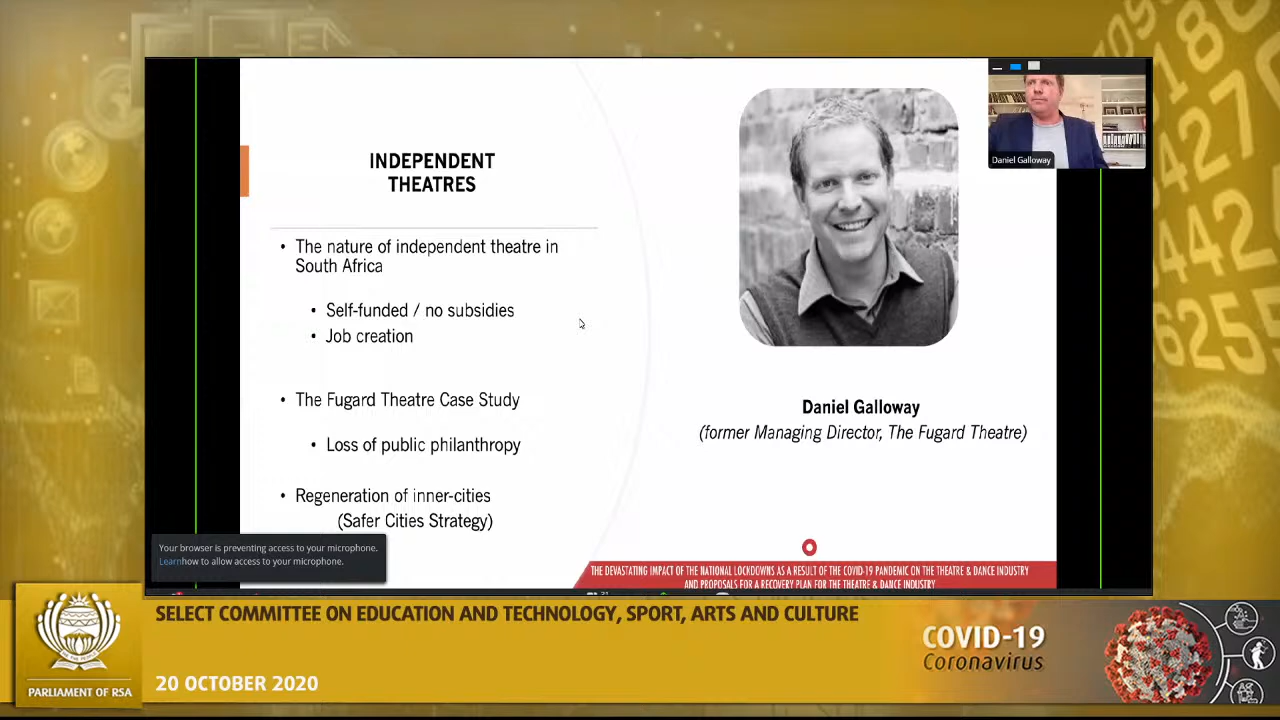 INDEPENDENT
THEATRES
• The nature of independent theatre in
South Africa
• Self-funded / no subsidies
• Job creation
• The Fugard Theatre Case Study
• Loss of public philanthropy
• Regeneration of inner-cities
(Safer Cities Strategy)
Daniel Galloway
Daniel Galloway
(former Managing Director, The Fugard Theatre)
Your browser is preventing access to your microphone.
Learnhow to allow access to your microphone.
THE DEVASTATING IMPACT OF THE NATIONAL LOCKDOWNS AS A RESULT OF THE COVID-19 PANDEMIC ON THE THEATRE & DANCE INDUSTRY
AND PROPOSALS FOR A RECOVERY PLAN FOR THE THEATRE & DANCE INDUSTRY
SELECT COMMITTEE ON EDUCATION AND TECHNOLOGY, SPORT, ARTS AND CULTURE
COVID-19
Coronavirus
PARLIAMENT OF RSA
20 OCTOBER 2020